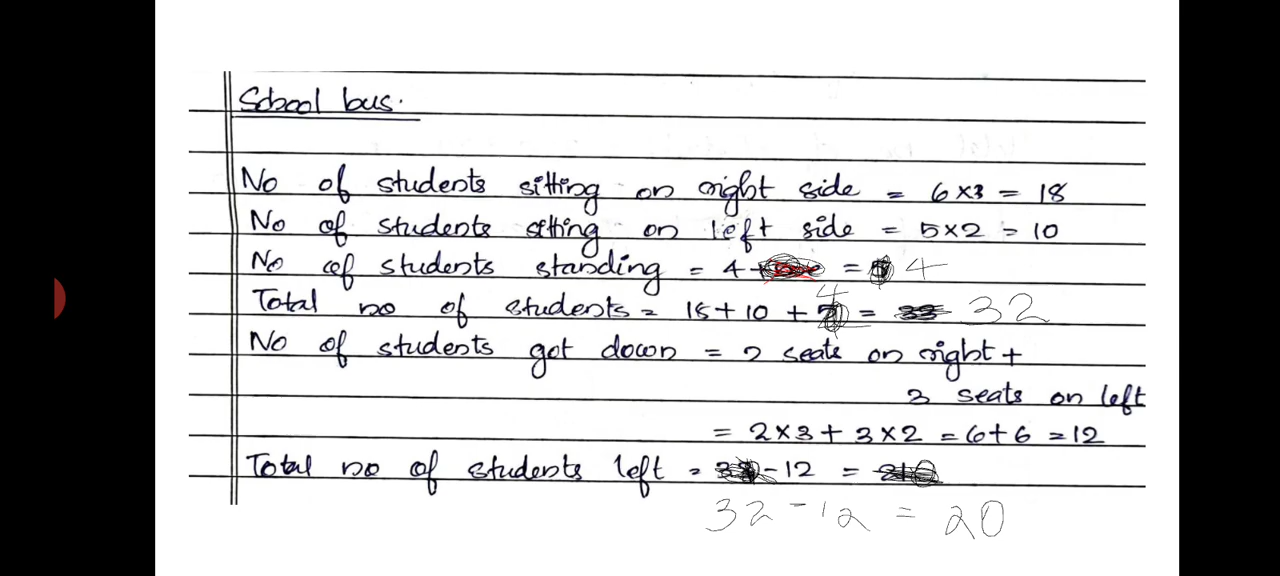 School bus.
No of students sitting on right side = 6 x 3 = 18
No of students sitting on left side = 5 x 2 = 10
No of students standing = 4 = 4
Total no of students = 18 + 10 + 4 = 32
No of students got down = 2 seats on right +
3 seats on left
= 2 x 3 + 3 x 2 = 6 + 6 = 12
Total no of students left = - 12 =
32 - 12 = 20